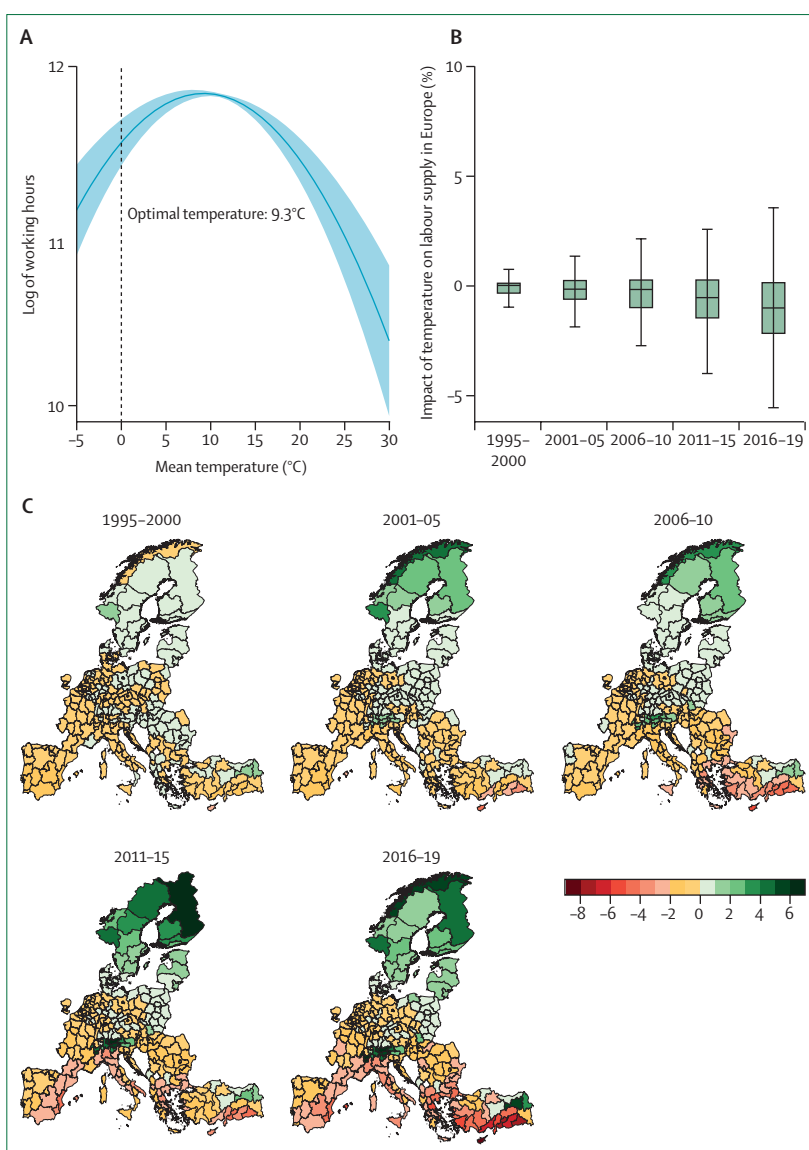 A
Log of working hours
12
11
10
Optimal temperature: 9.3°C
–5 0 5 10 15 20 25 30
Mean temperature (°C)
B
Impact of temperature on labour supply in Europe (%)
10
5
0
–5
1995–2000 2001–05 2006–10 2011–15 2016–19
C
1995–2000 2001–05 2006–10
2011–15 2016–19
–8 –6 –4 –2 0 2 4 6